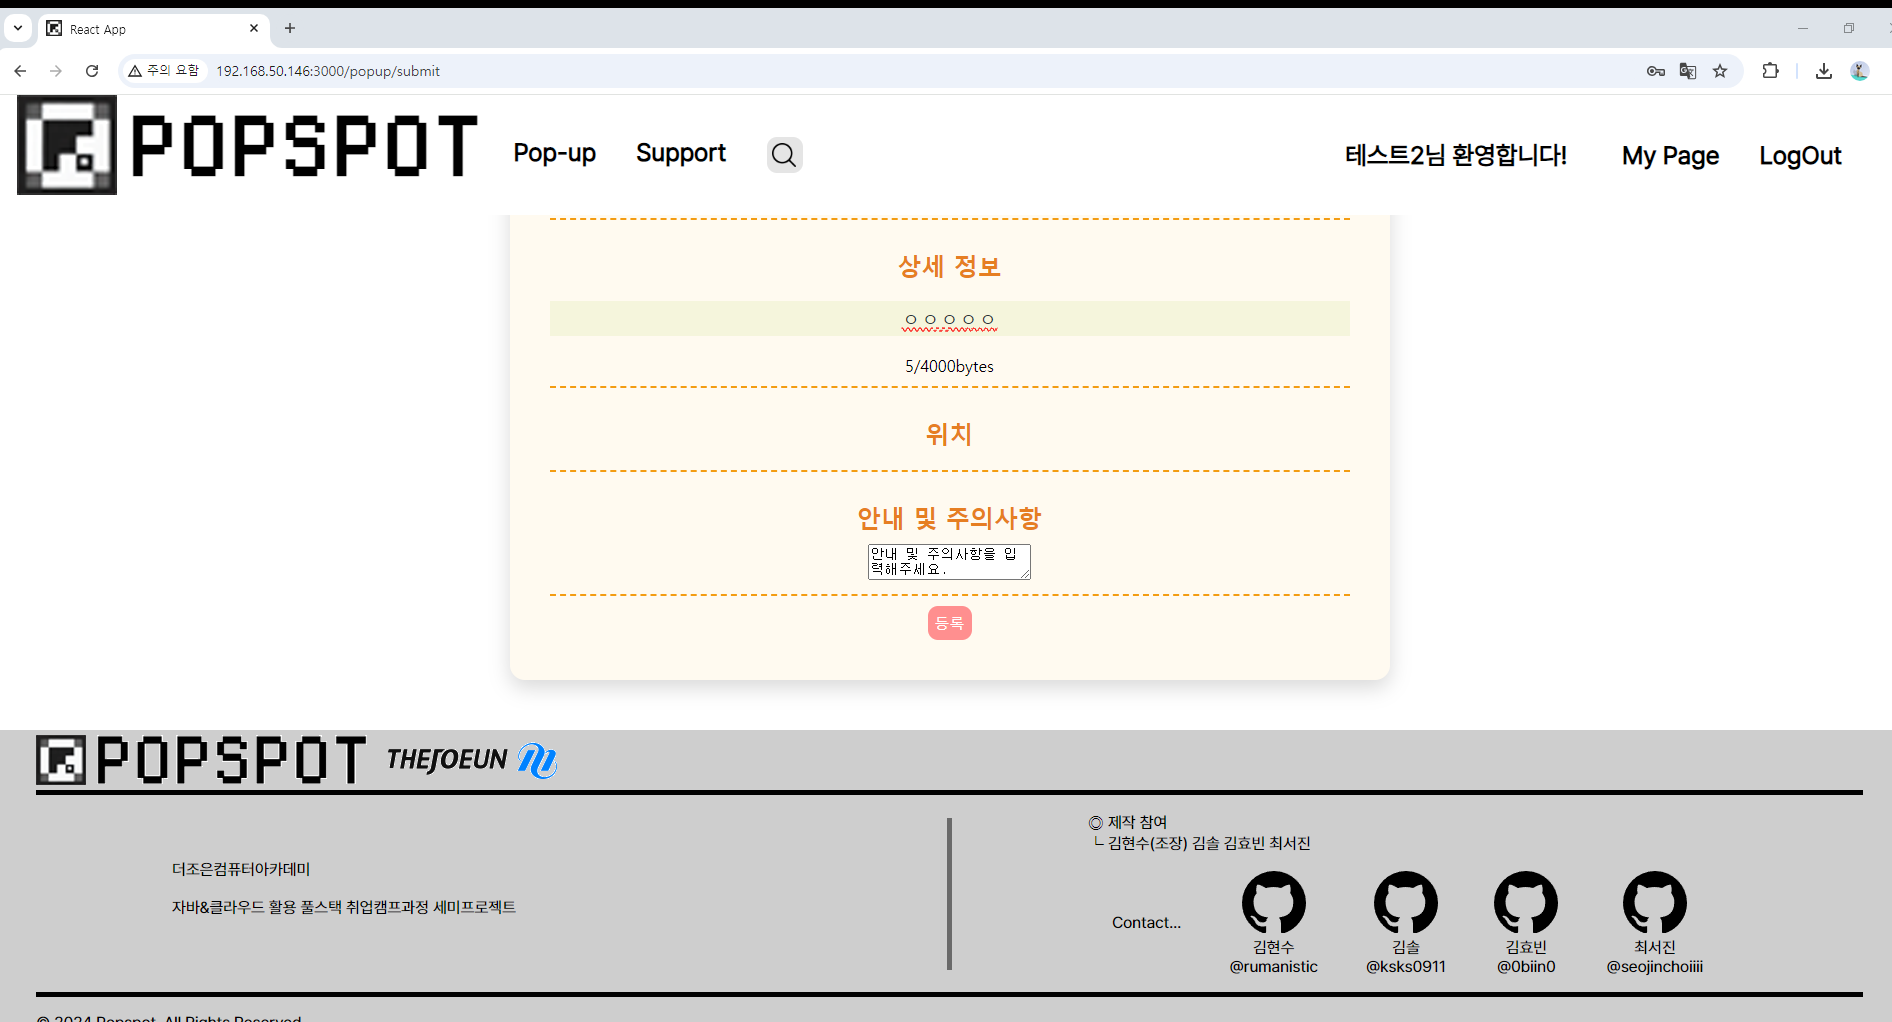 React App
주의 요함 192.168.50.146:3000/popup/submit
POPSPOT Pop-up Support 테스트2님 환영합니다! My Page LogOut
상세 정보
ㅇㅇㅇㅇㅇ
5/4000bytes
위치
안내 및 주의사항
안내 및 주의사항을 입
력해주세요.
등록
POPSPOT THEJOEUN
◎ 제작 참여
└ 김현수(조장) 김솔 김효빈 최서진
더조은컴퓨터아카데미
자바&클라우드 활용 풀스택 취업캠프과정 세미프로젝트
Contact...
김현수 김솔 김효빈 최서진
@rumanistic @ksks0911 @0biin0 @seojinchoiiii
© 2024 Popspot. All Rights Reserved.